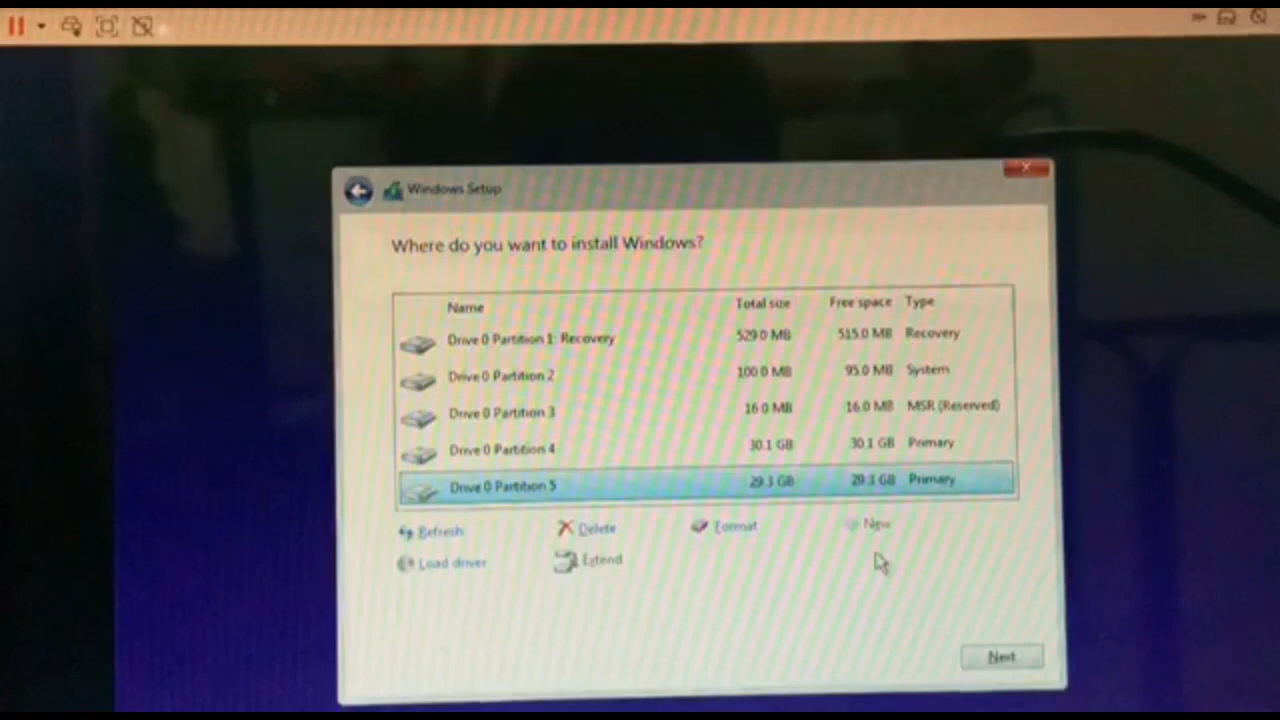 Windows Setup
Where do you want to install Windows?
Name Total size Free space Type
Drive 0 Partition 1: Recovery 529.0 MB 515.0 MB Recovery
Drive 0 Partition 2 100.0 MB 95.0 MB System
Drive 0 Partition 3 16.0 MB 16.0 MB MSR (Reserved)
Drive 0 Partition 4 30.1 GB 30.1 GB Primary
Drive 0 Partition 5 29.3 GB 29.3 GB Primary
Refresh Delete Format New
Load driver Extend
Next